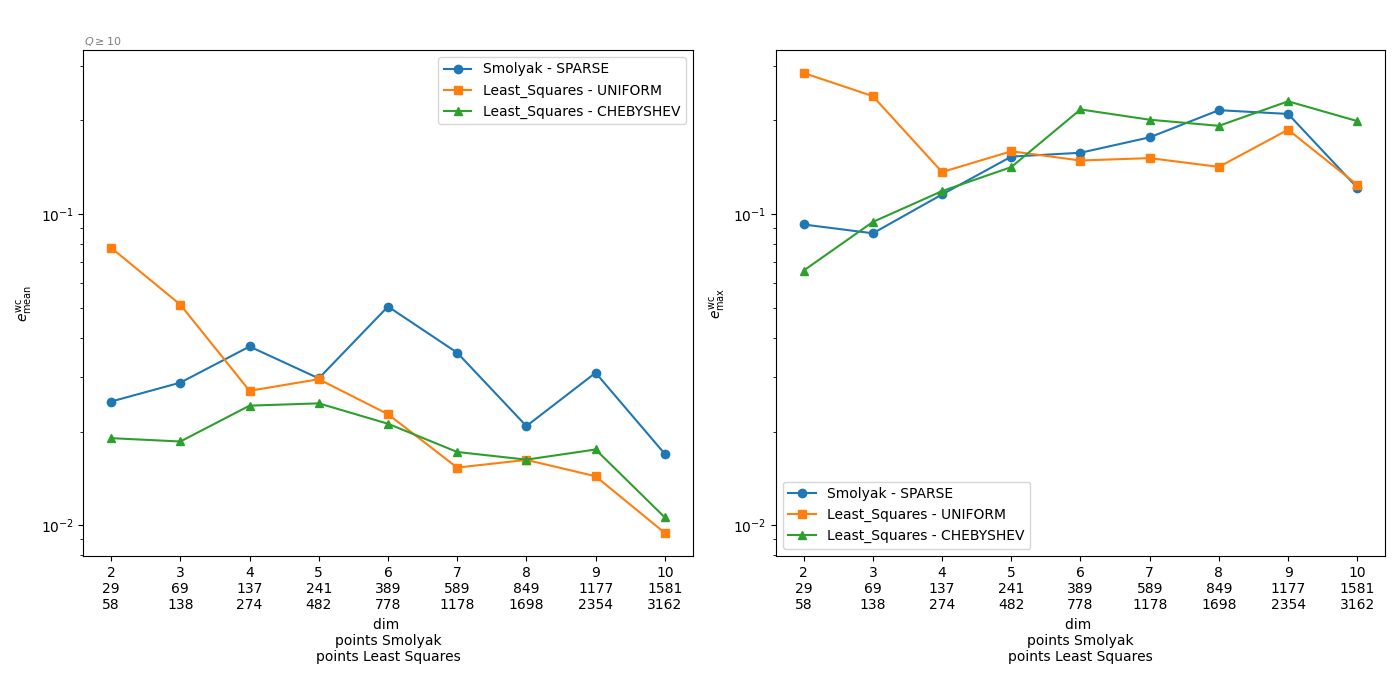 Q ≥ 10
Smolyak - SPARSE
Least_Squares - UNIFORM
Least_Squares - CHEBYSHEV
10⁻¹
10⁻²
e^wc_mean
2 3 4 5 6 7 8 9 10
29 69 137 241 389 589 849 1177 1581
58 138 274 482 778 1178 1698 2354 3162
dim
points Smolyak
points Least Squares
10⁻¹
10⁻²
e^wc_max
Smolyak - SPARSE
Least_Squares - UNIFORM
Least_Squares - CHEBYSHEV
2 3 4 5 6 7 8 9 10
29 69 137 241 389 589 849 1177 1581
58 138 274 482 778 1178 1698 2354 3162
dim
points Smolyak
points Least Squares